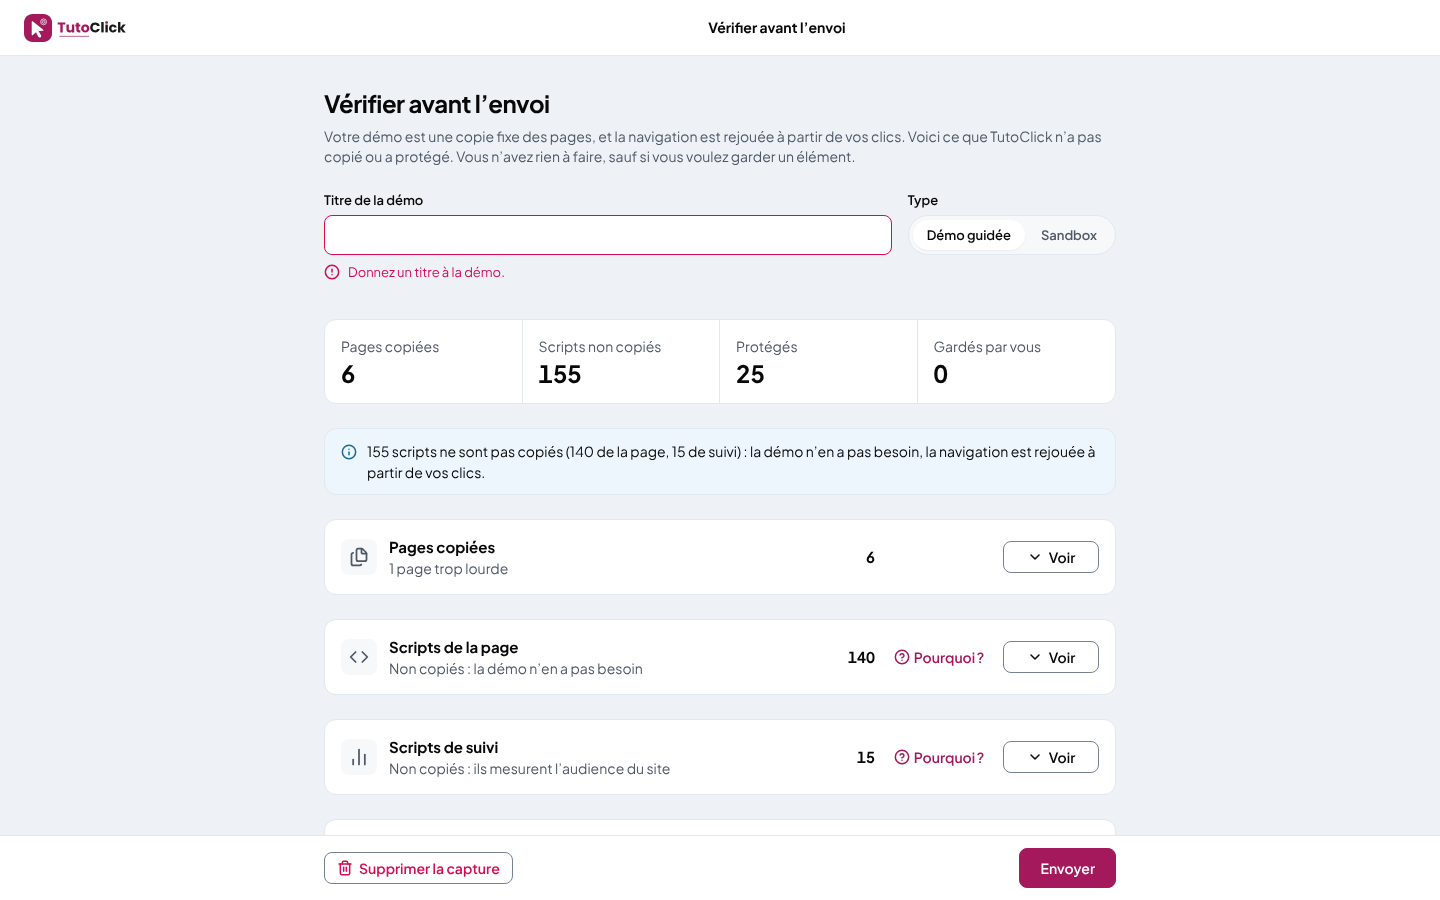 TutoClick
Vérifier avant l’envoi
Vérifier avant l’envoi
Votre démo est une copie fixe des pages, et la navigation est rejouée à partir de vos clics. Voici ce que TutoClick n’a pas
copié ou a protégé. Vous n’avez rien à faire, sauf si vous voulez garder un élément.
Titre de la démo
Type
Démo guidée
Sandbox
Donnez un titre à la démo.
Pages copiées
6
Scripts non copiés
155
Protégés
25
Gardés par vous
0
155 scripts ne sont pas copiés (140 de la page, 15 de suivi) : la démo n’en a pas besoin, la navigation est rejouée à
partir de vos clics.
Pages copiées
1 page trop lourde
6
Voir
Scripts de la page
Non copiés : la démo n’en a pas besoin
140
Pourquoi ?
Voir
Scripts de suivi
Non copiés : ils mesurent l’audience du site
15
Pourquoi ?
Voir
Supprimer la capture
Envoyer